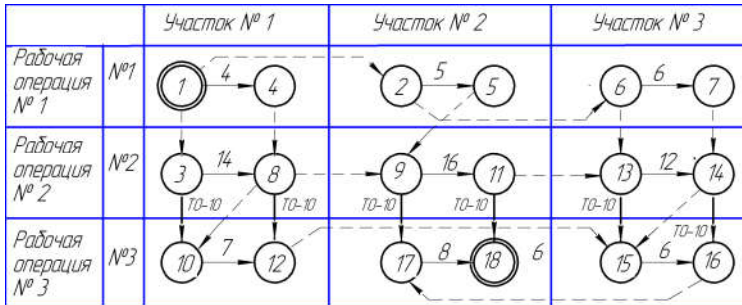 Участок № 1 Участок № 2 Участок № 3
Рабочая операция № 1 №1 1 4 4 2 5 5 6 6 7
Рабочая операция № 2 №2 3 14 8 9 16 11 13 12 14
ТО-10 ТО-10 ТО-10 ТО-10 ТО-10 ТО-10
Рабочая операция № 3 №3 10 7 12 17 8 18 6 15 6 16